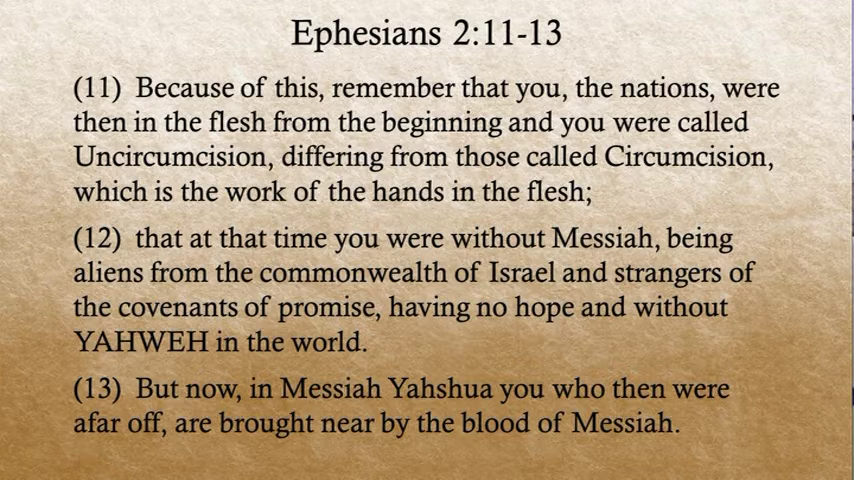 Ephesians 2:11-13
(11) Because of this, remember that you, the nations, were
then in the flesh from the beginning and you were called
Uncircumcision, differing from those called Circumcision,
which is the work of the hands in the flesh;
(12) that at that time you were without Messiah, being
aliens from the commonwealth of Israel and strangers of
the covenants of promise, having no hope and without
YAHWEH in the world.
(13) But now, in Messiah Yahshua you who then were
afar off, are brought near by the blood of Messiah.